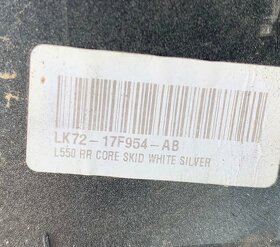 LK72-17F954-AB
L550 RR CORE SKID WHITE SILVER